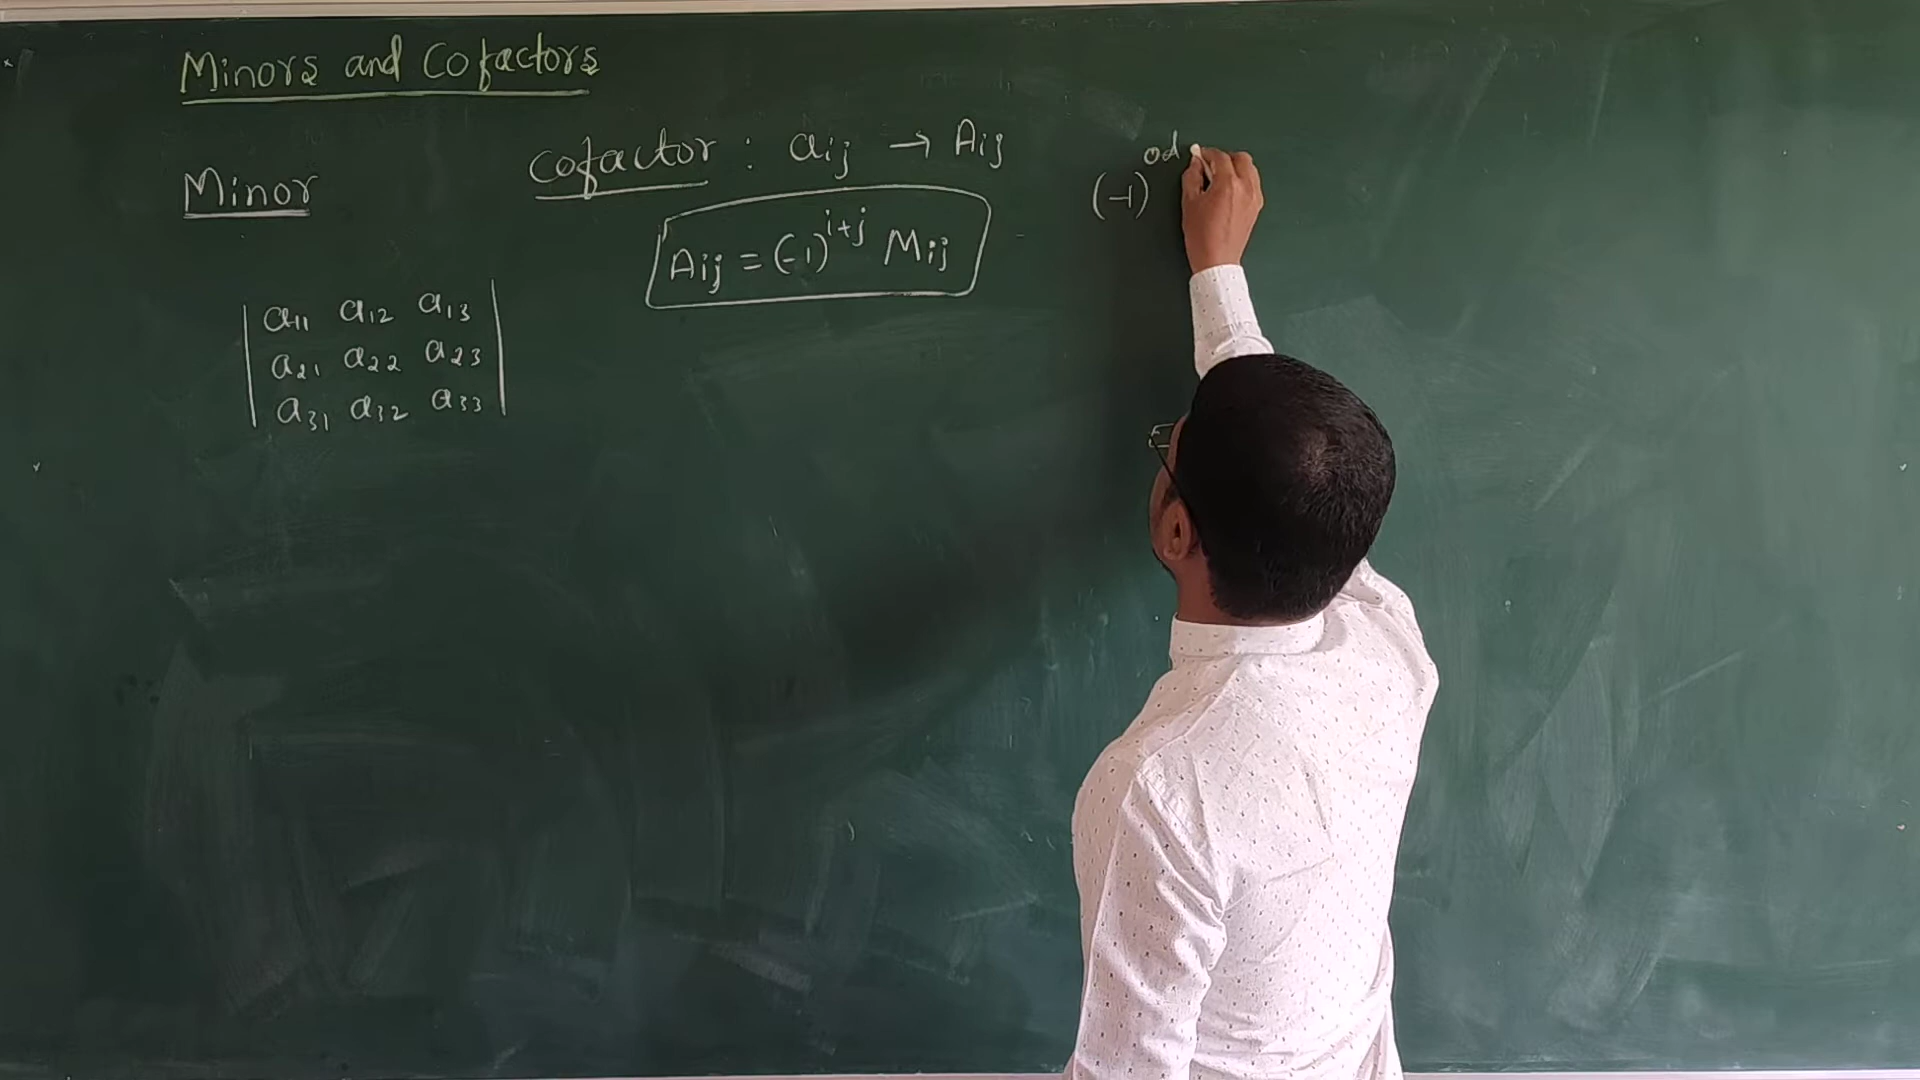 Minors and Cofactors
Minor
Cofactor : aij → Aij
Aij = (-1)^{i+j} Mij
(-1)^{od}
| a11 a12 a13 |
| a21 a22 a23 |
| a31 a32 a33 |